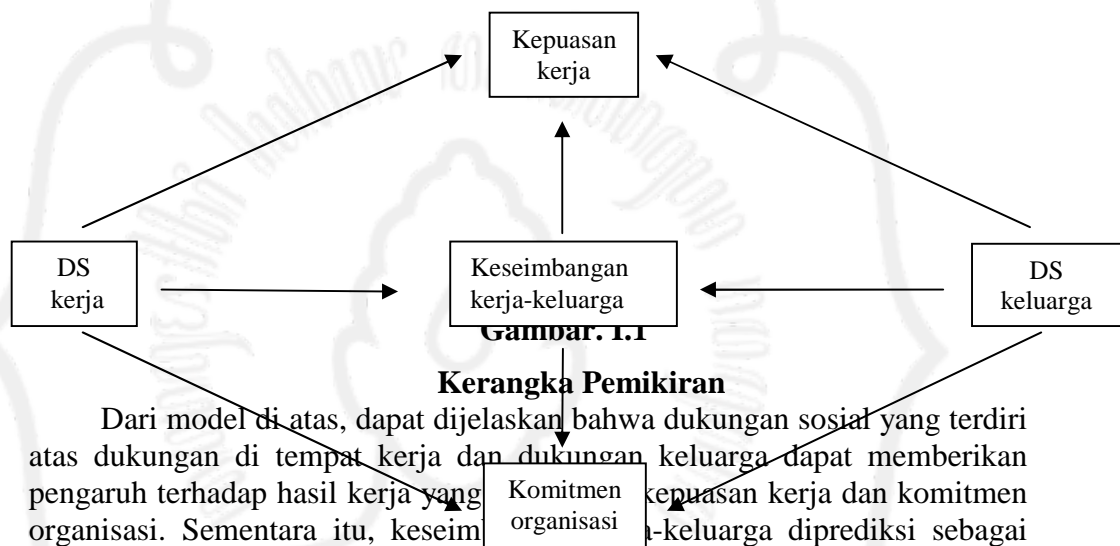 Kepuasan
kerja
DS
kerja
Keseimbangan
kerja-keluarga
DS
keluarga
Gambar. I.1
Kerangka Pemikiran
Dari model di atas, dapat dijelaskan bahwa dukungan sosial yang terdiri
atas dukungan di tempat kerja dan dukungan keluarga dapat memberikan
pengaruh terhadap hasil kerja yang kepuasan kerja dan komitmen
organisasi. Sementara itu, -keluarga diprediksi sebagai
Komitmen
organisasi